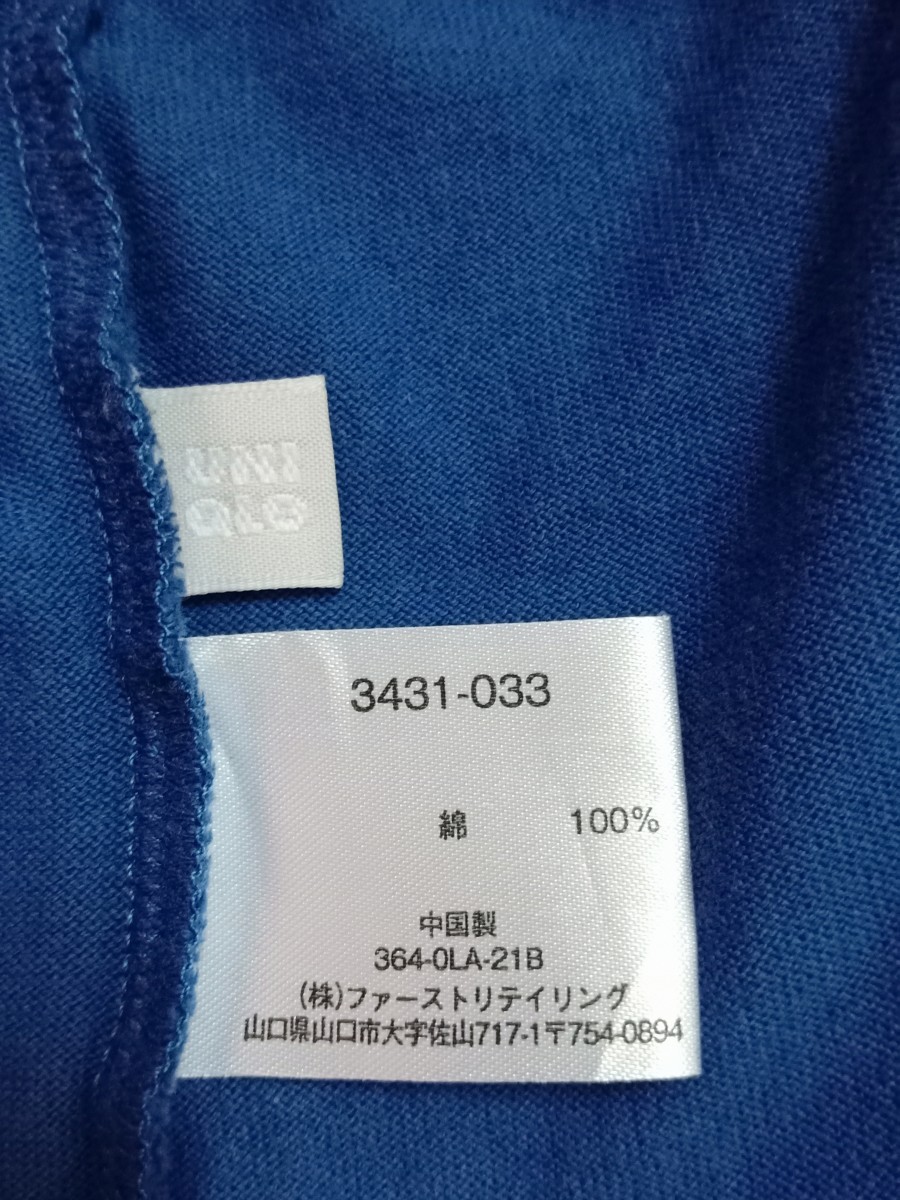 UNI
QLO
3431-033
綿 100%
中国製
364-0LA-21B
(株)ファーストリテイリング
山口県山口市大字佐山717-1〒754-0894